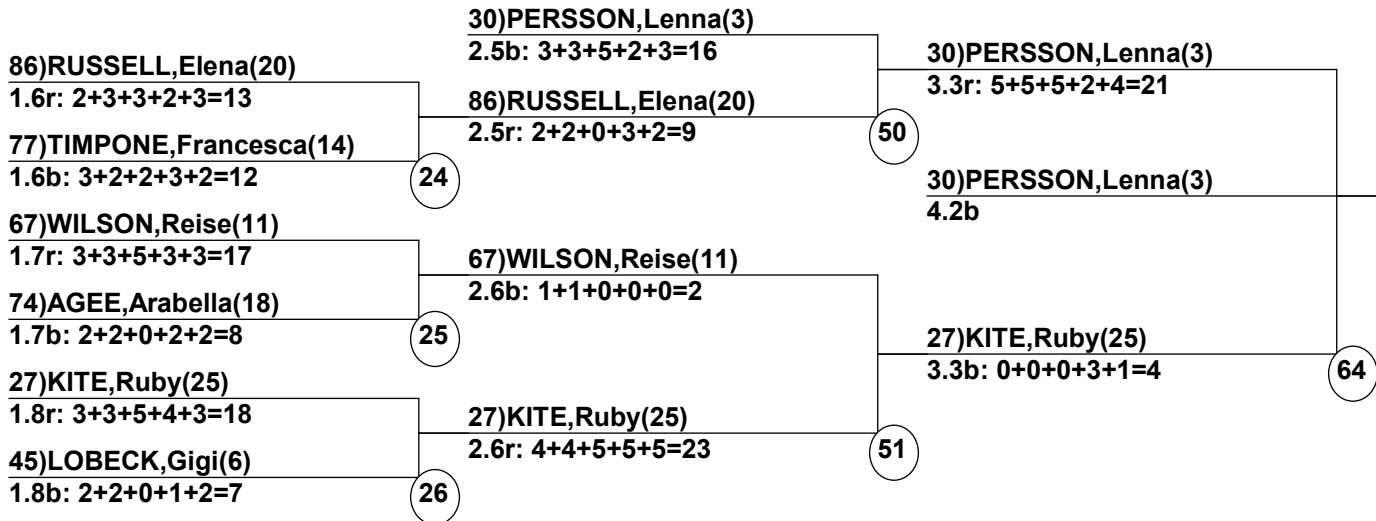 86)RUSSELL,Elena(20)
1.6r: 2+3+3+2+3=13
77)TIMPONE,Francesca(14)
1.6b: 3+2+2+3+2=12
24
67)WILSON,Reise(11)
1.7r: 3+3+5+3+3=17
74)AGEE,Arabella(18)
1.7b: 2+2+0+2+2=8
25
27)KITE,Ruby(25)
1.8r: 3+3+5+4+3=18
45)LOBECK,Gigi(6)
1.8b: 2+2+0+1+2=7
26
30)PERSSON,Lenna(3)
2.5b: 3+3+5+2+3=16
86)RUSSELL,Elena(20)
2.5r: 2+2+0+3+2=9
50
67)WILSON,Reise(11)
2.6b: 1+1+0+0+0=2
27)KITE,Ruby(25)
2.6r: 4+4+5+5+5=23
51
30)PERSSON,Lenna(3)
3.3r: 5+5+5+2+4=21
30)PERSSON,Lenna(3)
4.2b
27)KITE,Ruby(25)
3.3b: 0+0+0+3+1=4
64